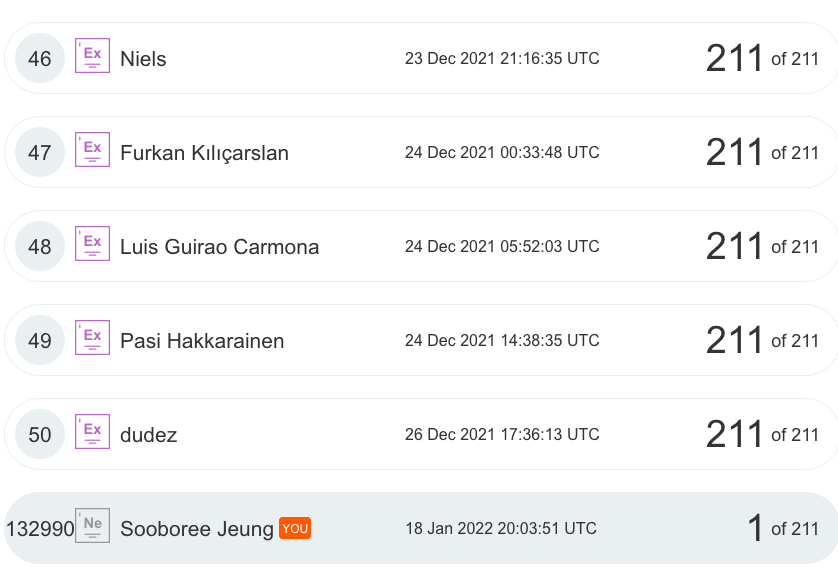 46 Ex Niels 23 Dec 2021 21:16:35 UTC 211 of 211
47 Ex Furkan Kılıçarslan 24 Dec 2021 00:33:48 UTC 211 of 211
48 Ex Luis Guirao Carmona 24 Dec 2021 05:52:03 UTC 211 of 211
49 Ex Pasi Hakkarainen 24 Dec 2021 14:38:35 UTC 211 of 211
50 Ex dudez 26 Dec 2021 17:36:13 UTC 211 of 211
132990 Ne Sooboree Jeung YOU 18 Jan 2022 20:03:51 UTC 1 of 211